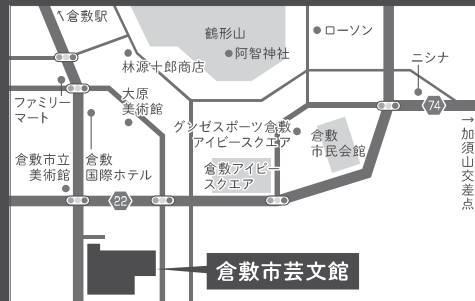 ↖倉敷駅
鶴形山
阿智神社
ローソン
林源十郎商店
ニシナ
ファミリー
マート
大原
美術館
74
グンゼスポーツ倉敷
アイビースクエア
倉敷
市民会館
→加須山交差点
倉敷市立
美術館
倉敷
国際ホテル
倉敷アイビー
スクエア
22
倉敷市芸文館